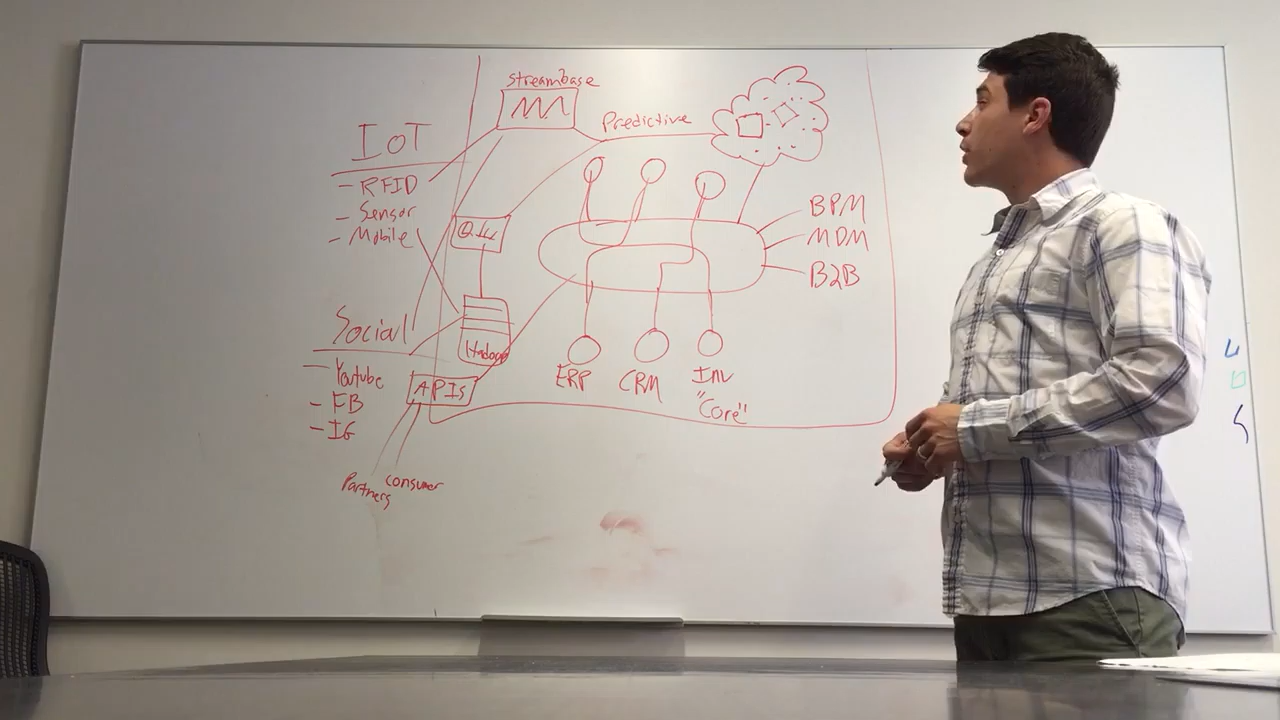 Streambase
Predictive
IoT
- RFID
- Sensor
- Mobile
BPM
MDM
B2B
Social
Hadoop
- Youtube
- FB
- IG
APIs
ERP
CRM
INV
"Core"
Partners
consumer